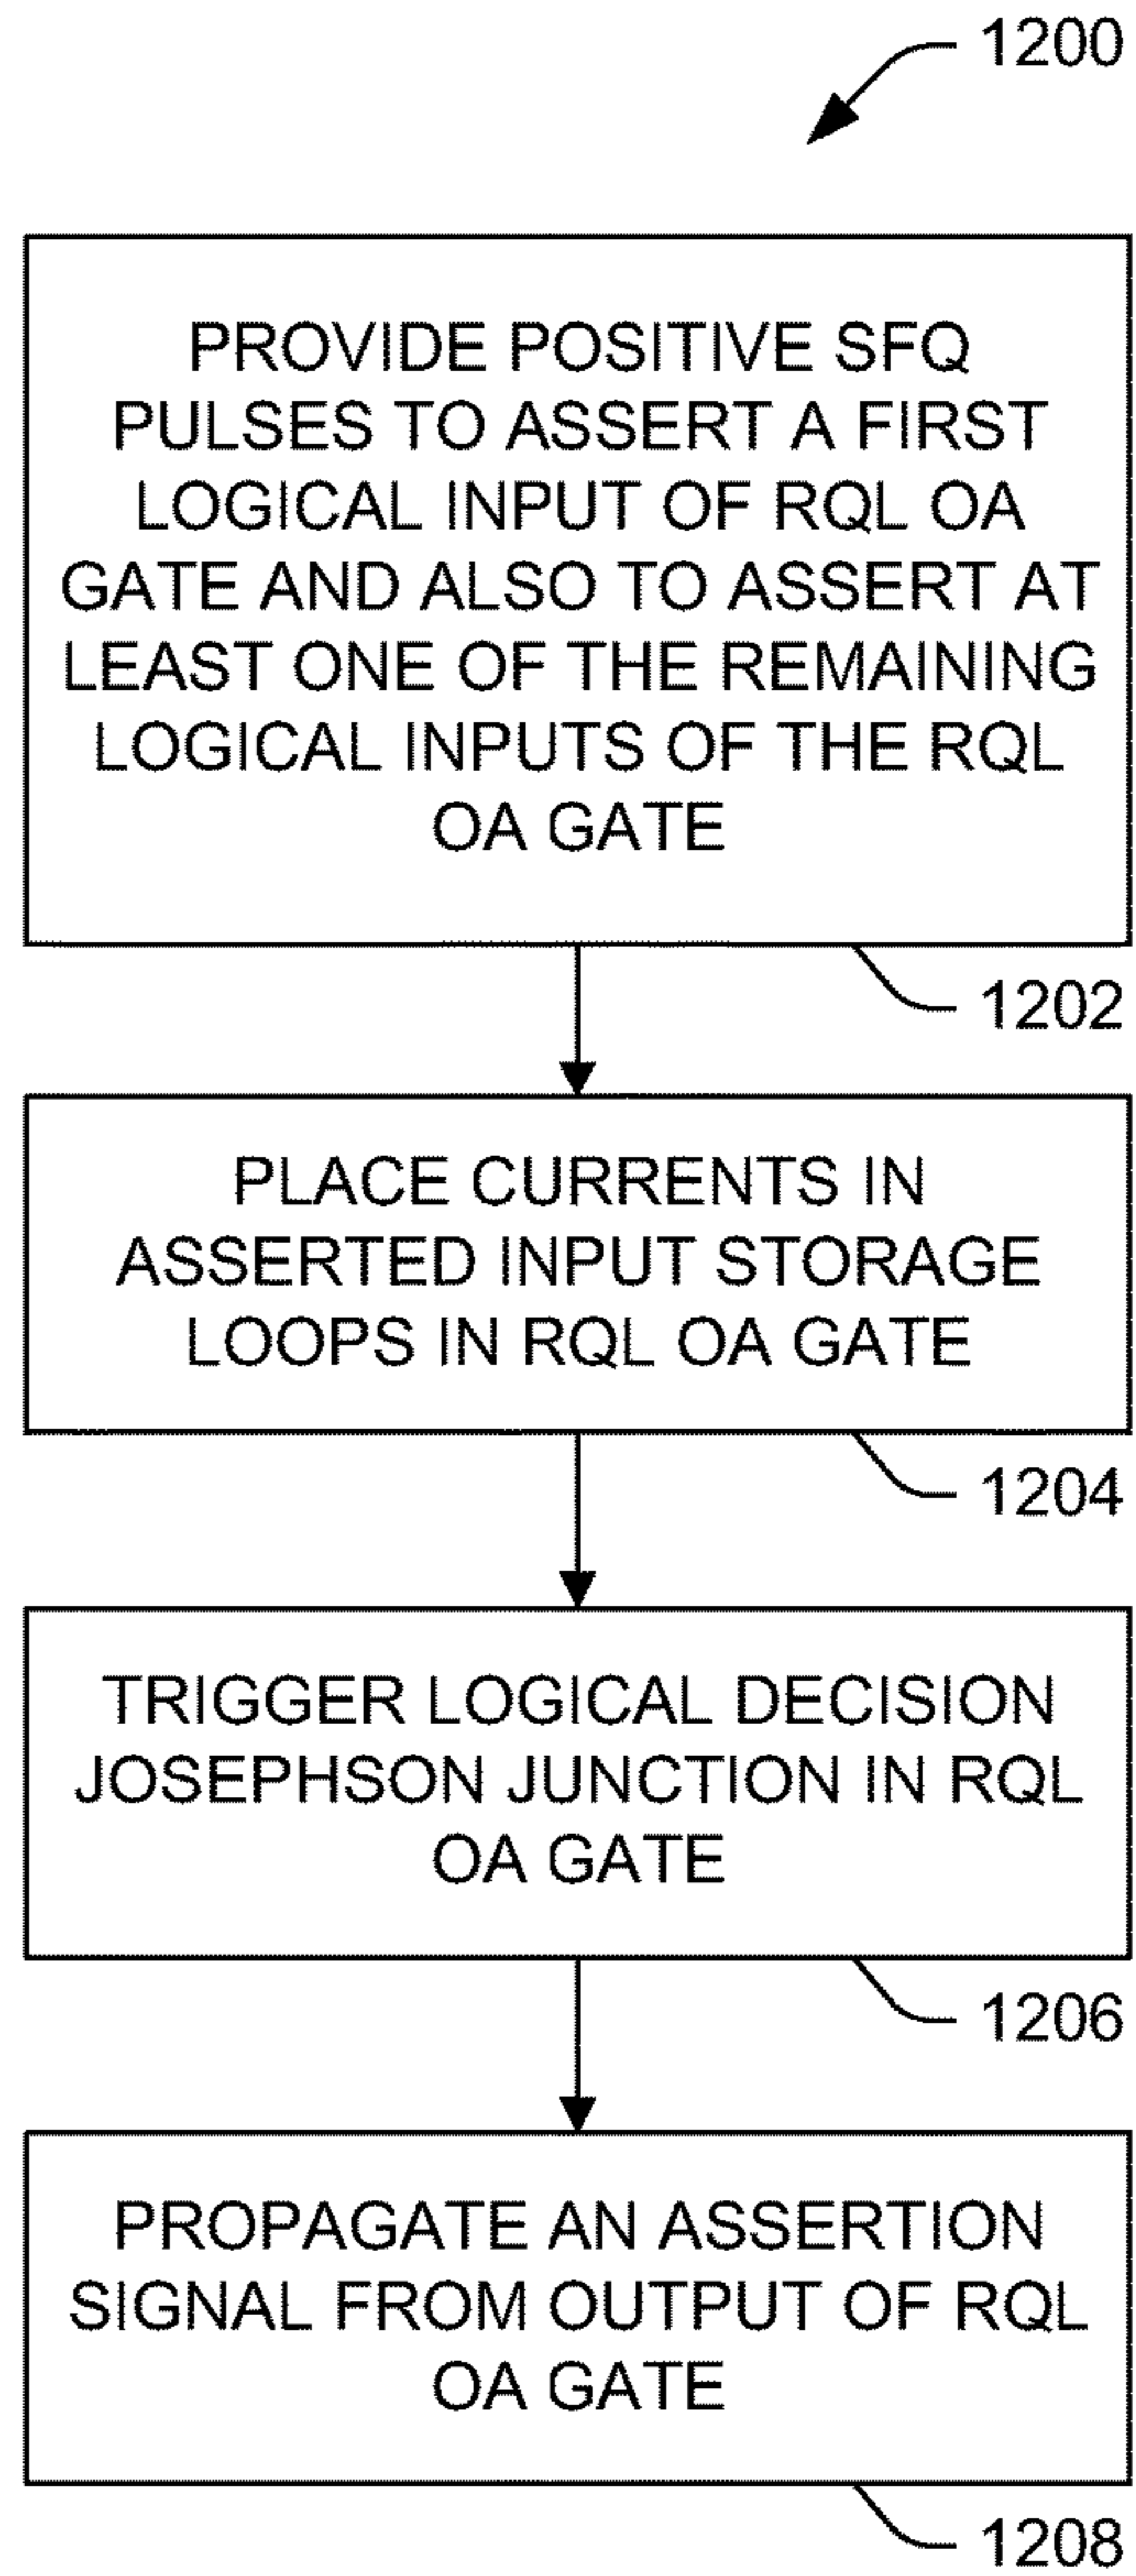 1200
PROVIDE POSITIVE SFQ
PULSES TO ASSERT A FIRST
LOGICAL INPUT OF RQL OA
GATE AND ALSO TO ASSERT AT
LEAST ONE OF THE REMAINING
LOGICAL INPUTS OF THE RQL
OA GATE
1202
PLACE CURRENTS IN
ASSERTED INPUT STORAGE
LOOPS IN RQL OA GATE
1204
TRIGGER LOGICAL DECISION
JOSEPHSON JUNCTION IN RQL
OA GATE
1206
PROPAGATE AN ASSERTION
SIGNAL FROM OUTPUT OF RQL
OA GATE
1208